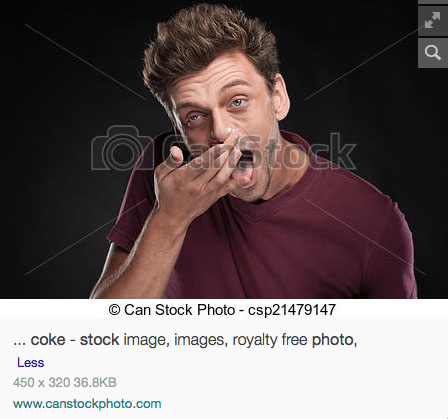 © Can Stock Photo - csp21479147
... coke - stock image, images, royalty free photo,
Less
450 x 320 36.8KB
www.canstockphoto.com